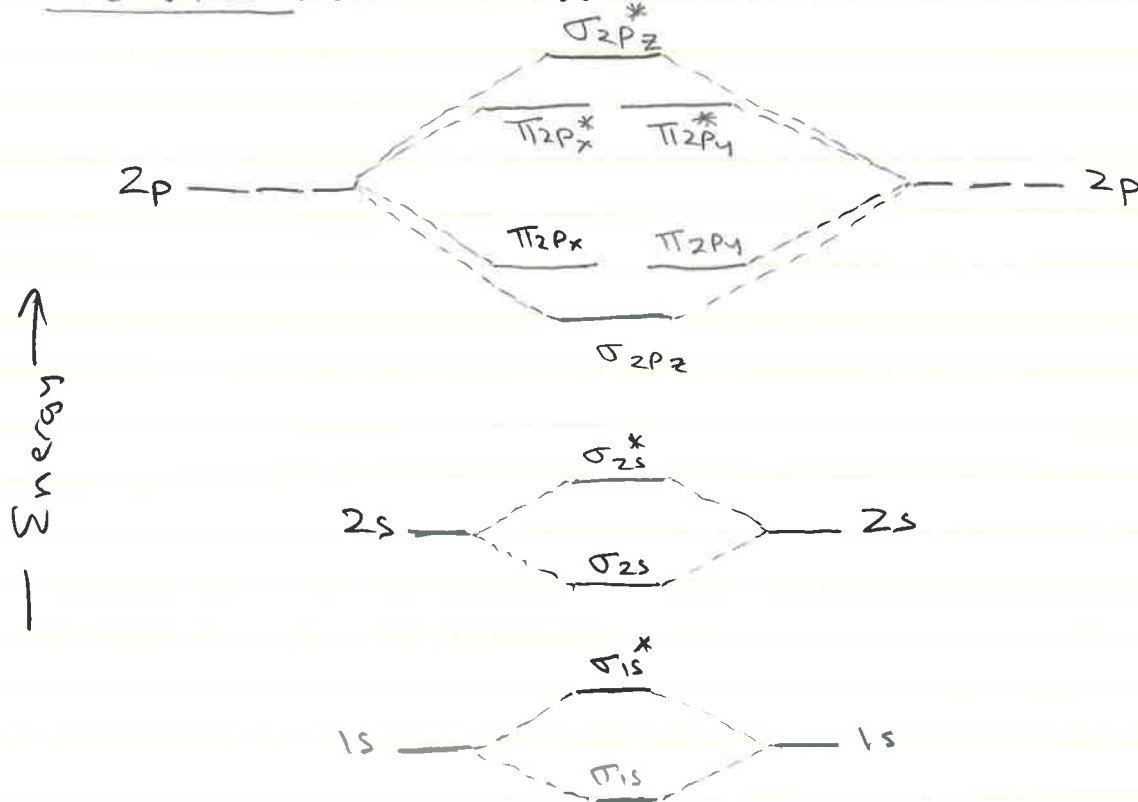 σ2pz*
π2px* π2py*
2p 2p
π2px π2py
σ2pz
Energy →
σ2s*
2s 2s
σ2s
σ1s*
1s 1s
σ1s